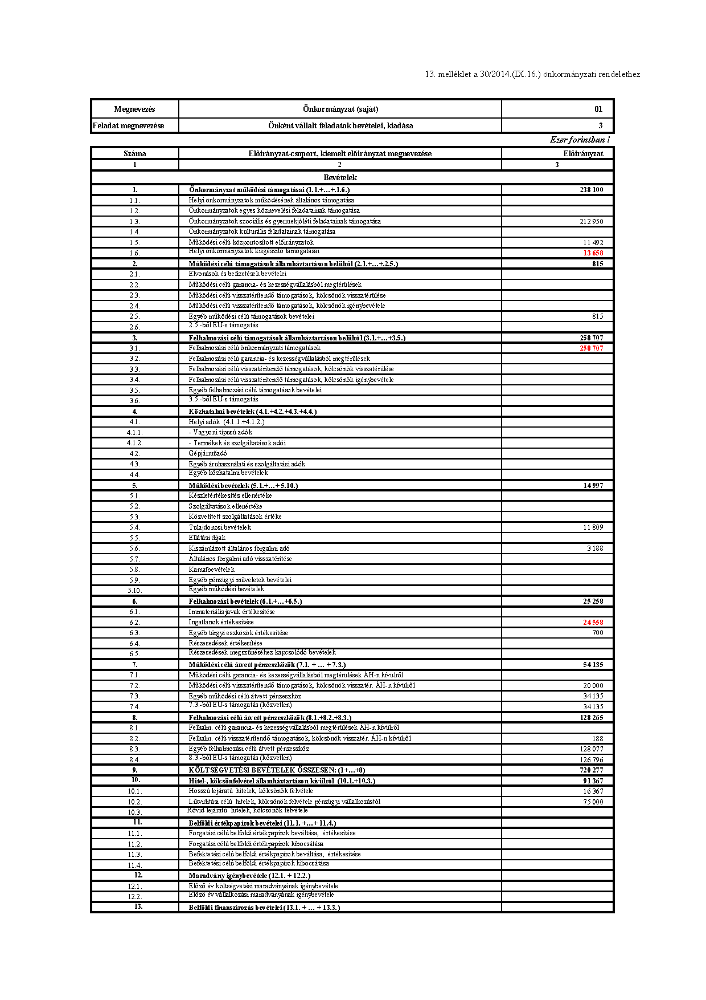 13. melléklet a 30/2014.(IX.16.) önkormányzati rendelethez
Megnevezés Önkormányzat (saját) 01
Feladat megnevezése Önként vállalt feladatok bevételei, kiadása 3
Ezer forintban !
Száma Előirányzat-csoport, kiemelt előirányzat megnevezése Előirányzat
1 2 3
Bevételek
1. Önkormányzat működési támogatásai (1.1.+…+.1.6.) 238 100
1.1. Helyi önkormányzatok működésének általános támogatása
1.2. Önkormányzatok egyes köznevelési feladatainak támogatása
1.3. Önkormányzatok szociális és gyermekjóléti feladatainak támogatása 212 950
1.4. Önkormányzatok kulturális feladatainak támogatása
1.5. Működési célú központosított előirányzatok 11 492
1.6. Helyi önkormányzatok kiegészítő támogatásai 13 658
2. Működési célú támogatások államháztartáson belülről (2.1.+…+.2.5.) 815
2.1. Elvonások és befizetések bevételei
2.2. Működési célú garancia- és kezességvállalásból megtérülések
2.3. Működési célú visszatérítendő támogatások, kölcsönök visszatérülése
2.4. Működési célú visszatérítendő támogatások, kölcsönök igénybevétele
2.5. Egyéb működési célú támogatások bevételei 815
2.6. 2.5.-ből EU-s támogatás
3. Felhalmozási célú támogatások államháztartáson belülről (3.1.+…+3.5.) 258 707
3.1. Felhalmozási célú önkormányzati támogatások 258 707
3.2. Felhalmozási célú garancia- és kezességvállalásból megtérülések
3.3. Felhalmozási célú visszatérítendő támogatások, kölcsönök visszatérülése
3.4. Felhalmozási célú visszatérítendő támogatások, kölcsönök igénybevétele
3.5. Egyéb felhalmozási célú támogatások bevételei
3.6. 3.5.-ből EU-s támogatás
4. Közhatalmi bevételek (4.1.+4.2.+4.3.+4.4.)
4.1. Helyi adók (4.1.1.+4.1.2.)
4.1.1. - Vagyoni típusú adók
4.1.2. - Termékek és szolgáltatások adói
4.2. Gépjárműadó
4.3. Egyéb áruhasználati és szolgáltatási adók
4.4. Egyéb közhatalmi bevételek
5. Működési bevételek (5.1.+…+ 5.10.) 14 997
5.1. Készletértékesítés ellenértéke
5.2. Szolgáltatások ellenértéke
5.3. Közvetített szolgáltatások értéke
5.4. Tulajdonosi bevételek 11 809
5.5. Ellátási díjak
5.6. Kiszámlázott általános forgalmi adó 3 188
5.7. Általános forgalmi adó visszatérítése
5.8. Kamatbevételek
5.9. Egyéb pénzügyi műveletek bevételei
5.10. Egyéb működési bevételek
6. Felhalmozási bevételek (6.1.+…+6.5.) 25 258
6.1. Immateriális javak értékesítése
6.2. Ingatlanok értékesítése 24 558
6.3. Egyéb tárgyi eszközök értékesítése 700
6.4. Részesedések értékesítése
6.5. Részesedések megszűnéséhez kapcsolódó bevételek
7. Működési célú átvett pénzeszközök (7.1. + … + 7.3.) 54 135
7.1. Működési célú garancia- és kezességvállalásból megtérülések ÁH-n kívülről
7.2. Működési célú visszatérítendő támogatások, kölcsönök visszatér. ÁH-n kívülről 20 000
7.3. Egyéb működési célú átvett pénzeszköz 34 135
7.4. 7.3.-ból EU-s támogatás (közvetlen) 34 135
8. Felhalmozási célú átvett pénzeszközök (8.1.+8.2.+8.3.) 128 265
8.1. Felhalm. célú garancia- és kezességvállalásból megtérülések ÁH-n kívülről
8.2. Felhalm. célú visszatérítendő támogatások, kölcsönök visszatér. ÁH-n kívülről 188
8.3. Egyéb felhalmozási célú átvett pénzeszköz 128 077
8.4. 8.3.-ból EU-s támogatás (közvetlen) 126 796
9. KÖLTSÉGVETÉSI BEVÉTELEK ÖSSZESEN: (1+…+8) 720 277
10. Hitel-, kölcsönfelvétel államháztartáson kívülről (10.1.+10.3.) 91 367
10.1. Hosszú lejáratú hitelek, kölcsönök felvétele 16 367
10.2. Likviditási célú hitelek, kölcsönök felvétele pénzügyi vállalkozástól 75 000
10.3. Rövid lejáratú hitelek, kölcsönök felvétele
11. Belföldi értékpapírok bevételei (11.1. +…+ 11.4.)
11.1. Forgatási célú belföldi értékpapírok beváltása, értékesítése
11.2. Forgatási célú belföldi értékpapírok kibocsátása
11.3. Befektetési célú belföldi értékpapírok beváltása, értékesítése
11.4. Befektetési célú belföldi értékpapírok kibocsátása
12. Maradvány igénybevétele (12.1. + 12.2.)
12.1. Előző év költségvetési maradványának igénybevétele
12.2. Előző év vállalkozási maradványának igénybevétele
13. Belföldi finanszírozás bevételei (13.1. + … + 13.3.)